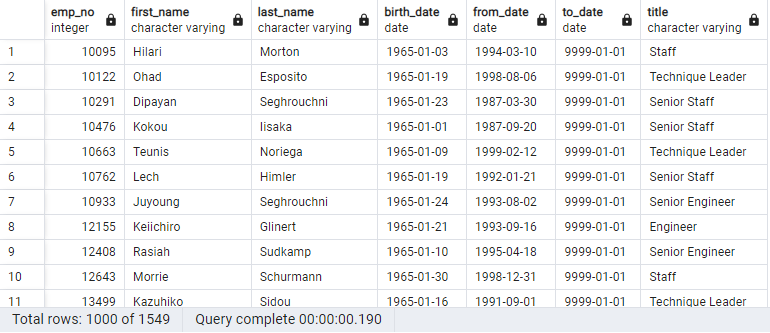 emp_no first_name last_name birth_date from_date to_date title
integer character varying character varying date date date character varying
1 10095 Hilari Morton 1965-01-03 1994-03-10 9999-01-01 Staff
2 10122 Ohad Esposito 1965-01-19 1998-08-06 9999-01-01 Technique Leader
3 10291 Dipayan Seghrouchni 1965-01-23 1987-03-30 9999-01-01 Senior Staff
4 10476 Kokou Iisaka 1965-01-01 1987-09-20 9999-01-01 Senior Staff
5 10663 Teunis Noriega 1965-01-09 1999-02-12 9999-01-01 Technique Leader
6 10762 Lech Himler 1965-01-19 1992-01-21 9999-01-01 Senior Staff
7 10933 Juyoung Seghrouchni 1965-01-24 1993-08-02 9999-01-01 Senior Engineer
8 12155 Keiichiro Glinert 1965-01-21 1993-09-16 9999-01-01 Engineer
9 12408 Rasiah Sudkamp 1965-01-10 1995-04-18 9999-01-01 Senior Engineer
10 12643 Morrie Schurmann 1965-01-30 1998-12-31 9999-01-01 Staff
11 13499 Kazuhiko Sidou 1965-01-16 1991-09-01 9999-01-01 Technique Leader
Total rows: 1000 of 1549 Query complete 00:00:00.190